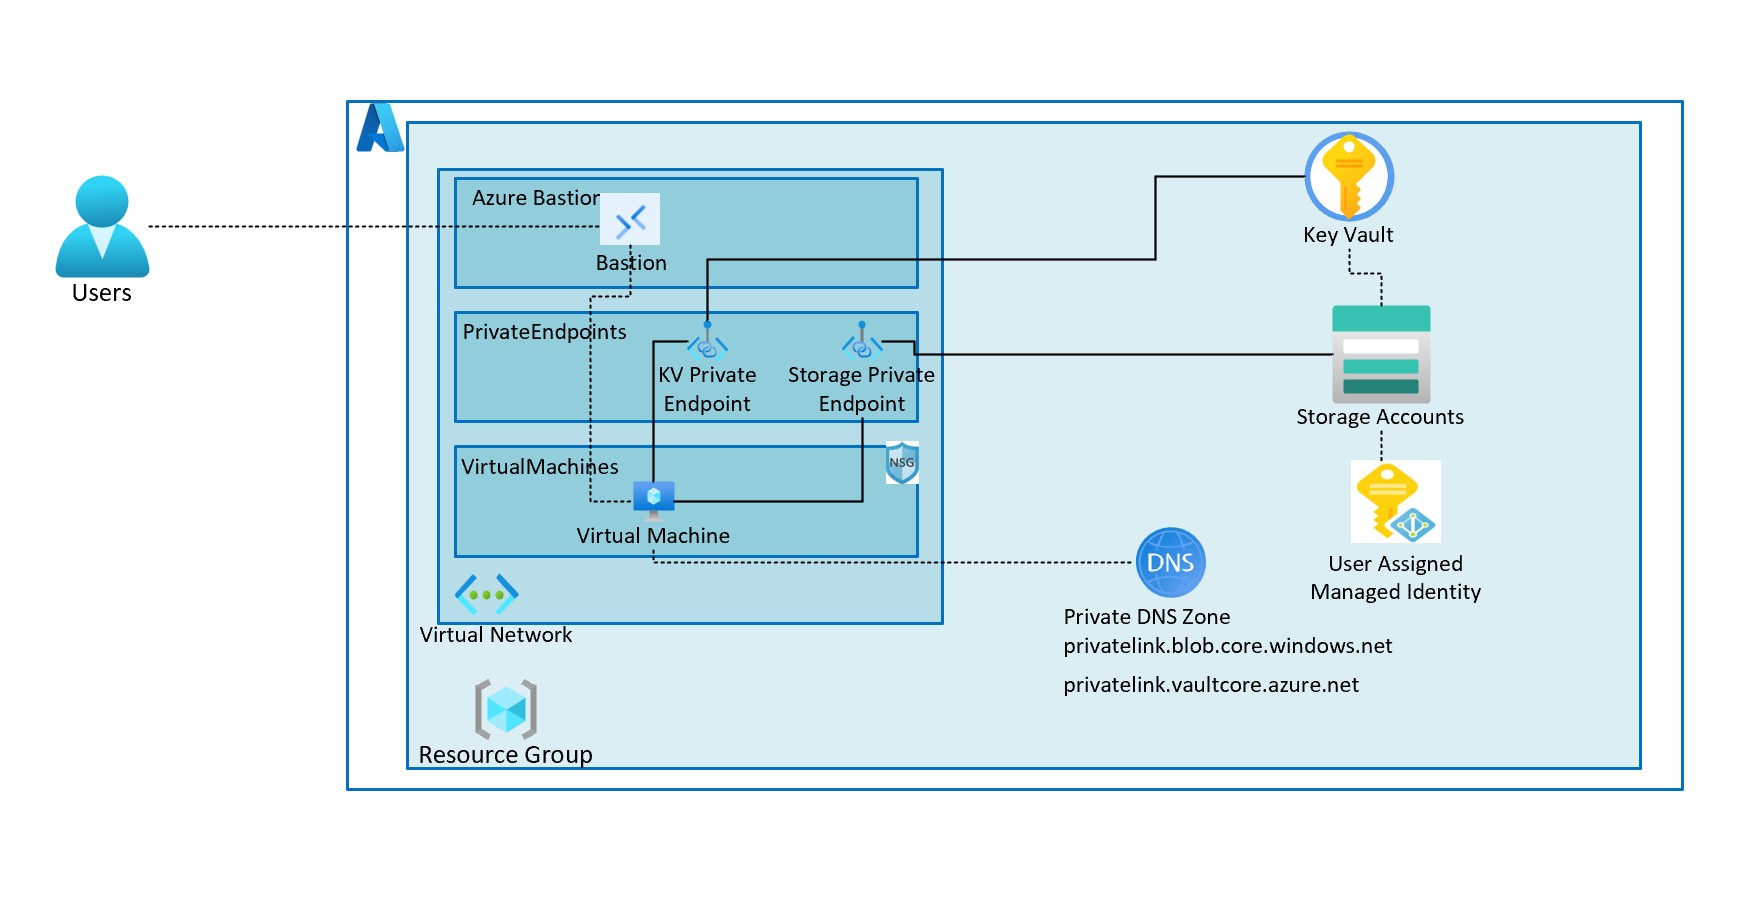 Azure Bastion
Bastion
Users
PrivateEndpoints
KV Private
Endpoint
Storage Private
Endpoint
VirtualMachines
NSG
Virtual Machine
Virtual Network
Resource Group
Key Vault
Storage Accounts
User Assigned
Managed Identity
DNS
Private DNS Zone
privatelink.blob.core.windows.net
privatelink.vaultcore.azure.net